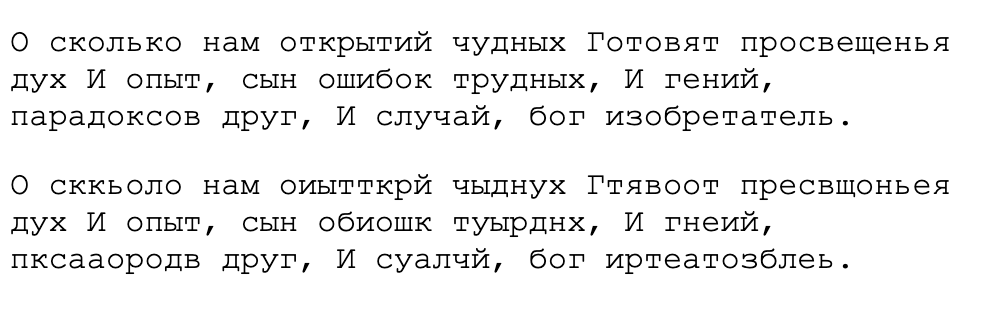 О сколько нам открытий чудных Готовят просвещенья
дух И опыт, сын ошибок трудных, И гений,
парадоксов друг, И случай, бог изобретатель.
О сккьоло нам оиытткрй чыднух Гтявоот пресвщоньея
дух И опыт, сын обиошк туырднх, И гнеий,
пксааородв друг, И суалчй, бог иртеатозблеь.